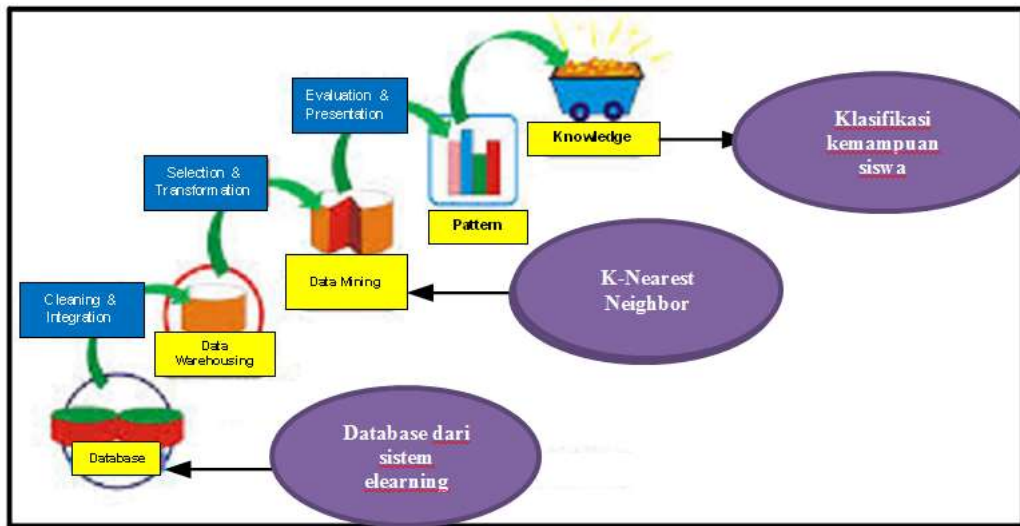 Evaluation &
Presentation
Knowledge
Klasifikasi
kemampuan
siswa
Selection &
Transformation
Pattern
Data Mining
K-Nearest
Neighbor
Cleaning &
Integration
Data
Warehousing
Database
Database dari
sistem
elearning